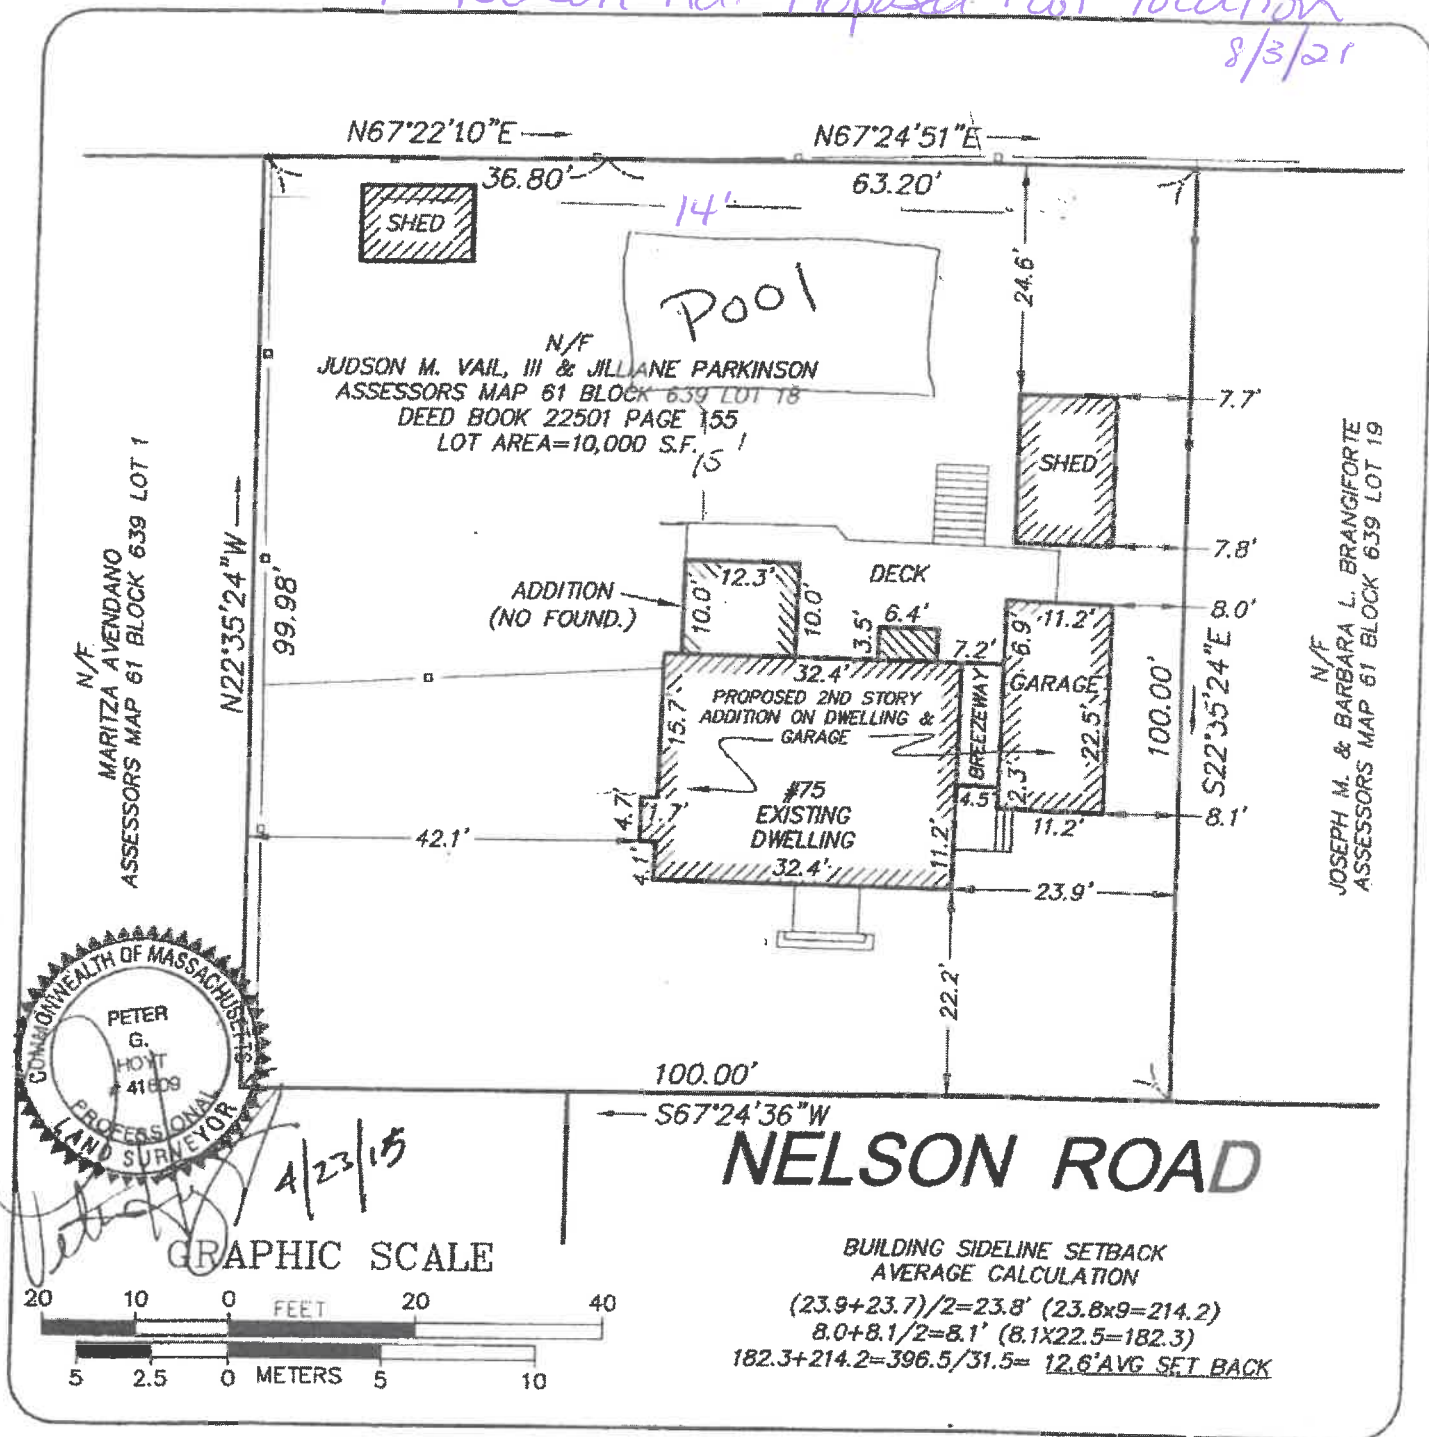 Proposed Pool location
8/3/21
N67°22'10"E
N67°24'51"E
36.80'
63.20'
14'
SHED
Pool
24.6'
N/F
JUDSON M. VAIL, III & JILLIANE PARKINSON
ASSESSORS MAP 61 BLOCK 639 LOT 18
DEED BOOK 22501 PAGE 155
LOT AREA=10,000 S.F.
15'
7.7'
SHED
7.8'
N/F
MARITZA AVENDANO
ASSESSORS MAP 61 BLOCK 639 LOT 1
N22°35'24"W
99.98'
ADDITION
(NO FOUND.)
12.3'
10.0'
10.0'
DECK
3.5'
6.4'
7.2'
6.9'
11.2'
8.0'
GARAGE
32.4'
PROPOSED 2ND STORY
ADDITION ON DWELLING &
GARAGE
15.7'
BREEZEWAY
22.5'
100.00'
S22°35'24"E
N/F
JOSEPH M. & BARBARA L. BRANGIFORTE
ASSESSORS MAP 61 BLOCK 639 LOT 19
#75
EXISTING
DWELLING
4.7'
1.7'
4.5'
2.3'
11.2'
8.1'
42.1'
4.1'
32.4'
11.2'
23.9'
22.2'
100.00'
S67°24'36"W
COMMONWEALTH OF MASSACHUSETTS
PETER
G.
HOYT
# 41609
PROFESSIONAL
LAND SURVEYOR
4/23/15
NELSON ROAD
GRAPHIC SCALE
20 10 0 FEET 20 40
5 2.5 0 METERS 5 10
BUILDING SIDELINE SETBACK
AVERAGE CALCULATION
(23.9+23.7)/2=23.8' (23.8x9=214.2)
8.0+8.1/2=8.1' (8.1X22.5=182.3)
182.3+214.2=396.5/31.5= 12.6'AVG SET BACK